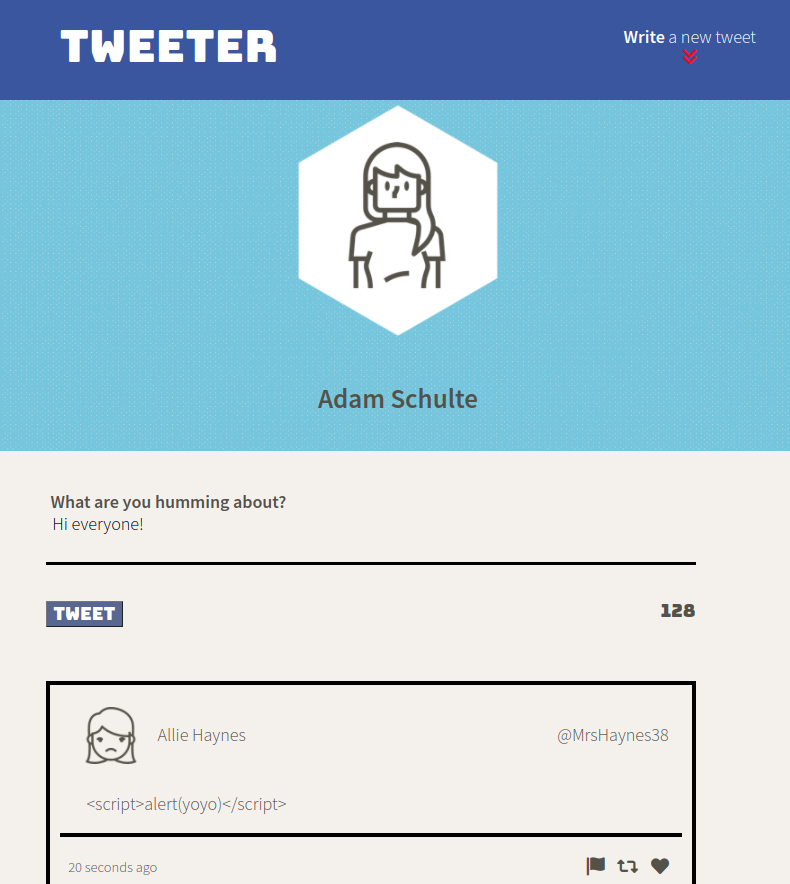 TWEETER
Write a new tweet
Adam Schulte
What are you humming about?
Hi everyone!
TWEET
128
Allie Haynes
@MrsHaynes38
<script>alert(yoyo)</script>
20 seconds ago